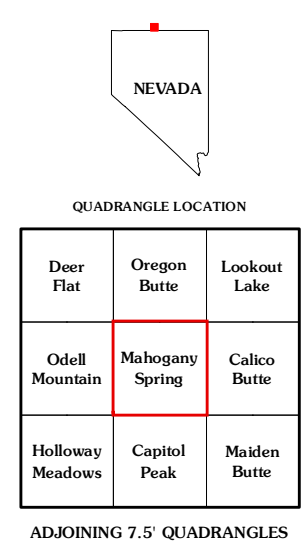 NEVADA
QUADRANGLE LOCATION
Deer
Flat
Oregon
Butte
Lookout
Lake
Odell
Mountain
Mahogany
Spring
Calico
Butte
Holloway
Meadows
Capitol
Peak
Maiden
Butte
ADJOINING 7.5' QUADRANGLES